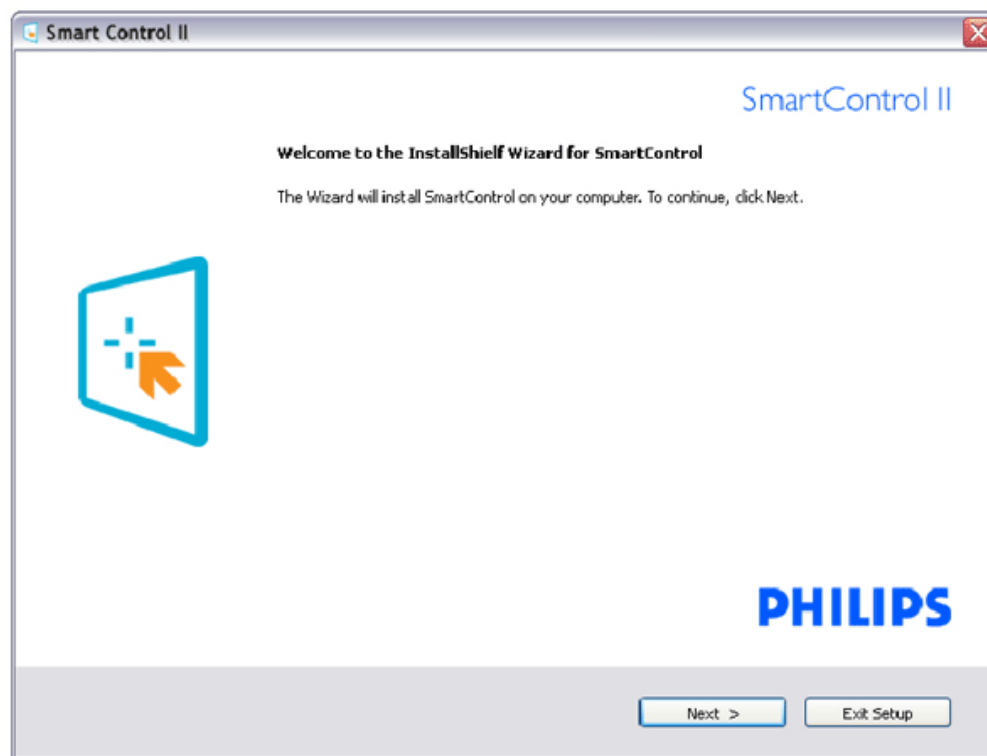 Smart Control II
SmartControl II
Welcome to the InstallShielf Wizard for SmartControl
The Wizard will install SmartControl on your computer. To continue, click Next.
PHILIPS
Next >
Exit Setup